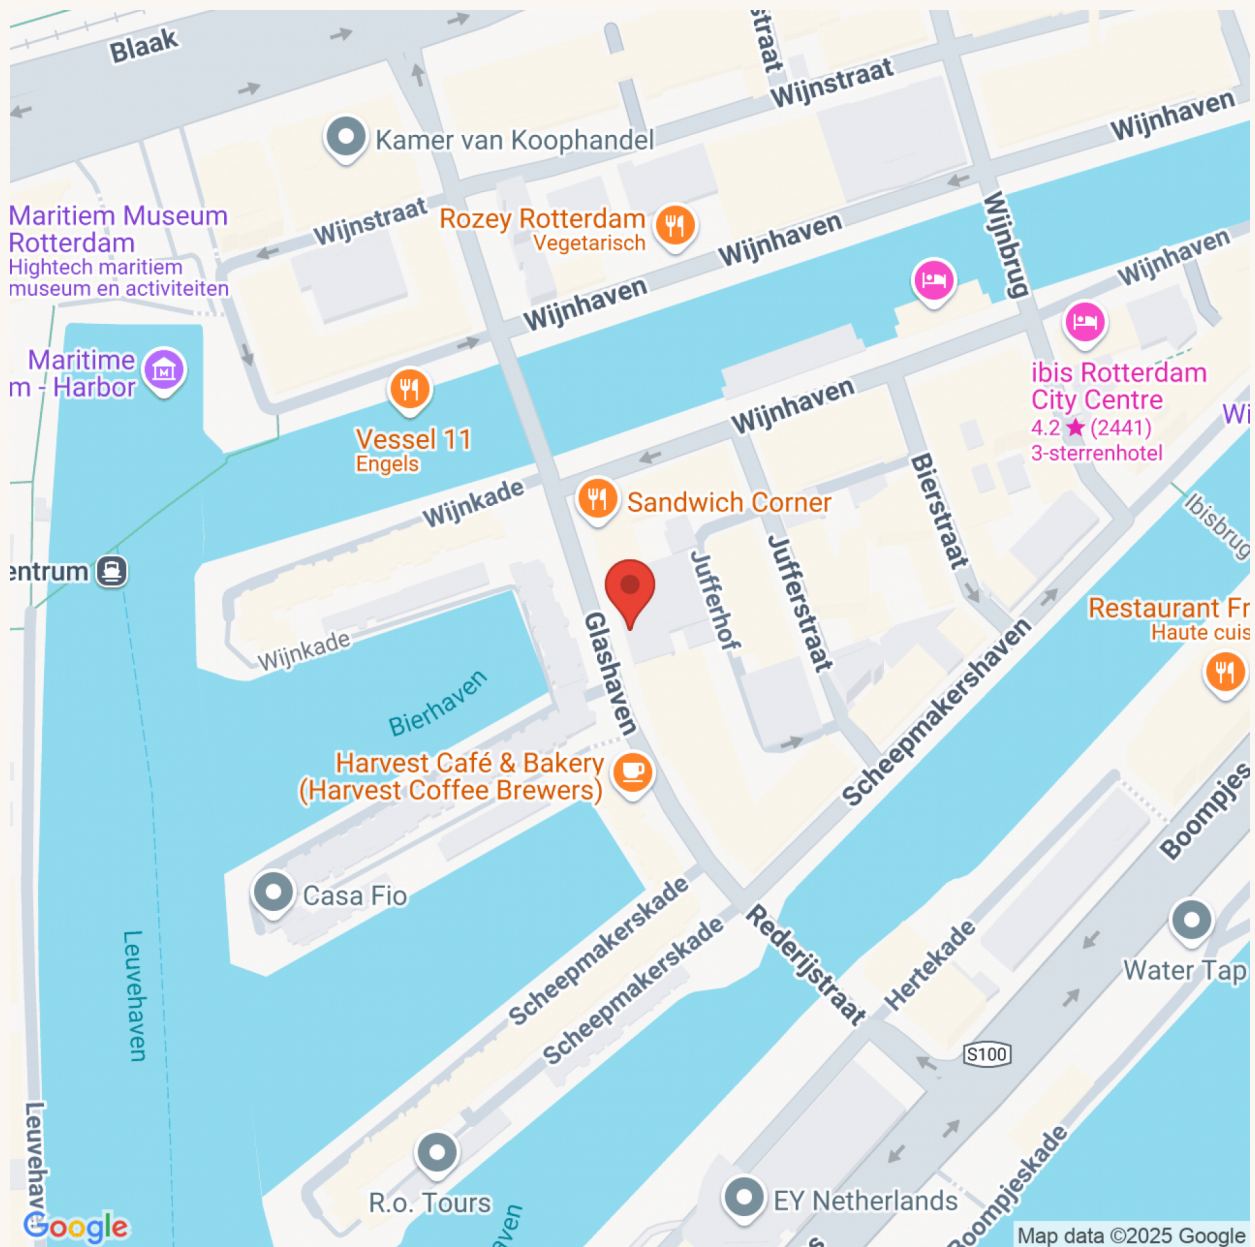 Blaak
straat
Wijnstraat
Wijnhaven
Kamer van Koophandel
Maritiem Museum
Rotterdam
Hightech maritiem
museum en activiteiten
Wijnstraat
Rozey Rotterdam
Vegetarisch
Wijnhaven
Wijnbrug
Wijnhaven
Wijnhaven
Maritime
m - Harbor
Vessel 11
Engels
ibis Rotterdam
City Centre
4.2 ★ (2441)
3-sterrenhotel
Wi
Wijnhaven
Wijnkade
Sandwich Corner
Bierstraat
Ibisbrug
entrum
Jufferhof
Jufferstraat
Glashaven
Wijnkade
Bierhaven
Restaurant Fr
Haute cuis
Scheepmakershaven
Harvest Café & Bakery
(Harvest Coffee Brewers)
Boompjes
Casa Fio
Leuvehaven
Scheepmakerskade
Scheepmakerskade
Rederijstraat
Hertekade
Water Tap
S100
Leuvehav
R.o. Tours
EY Netherlands
Boompjeskade
aven
s
Google
Map data ©2025 Google